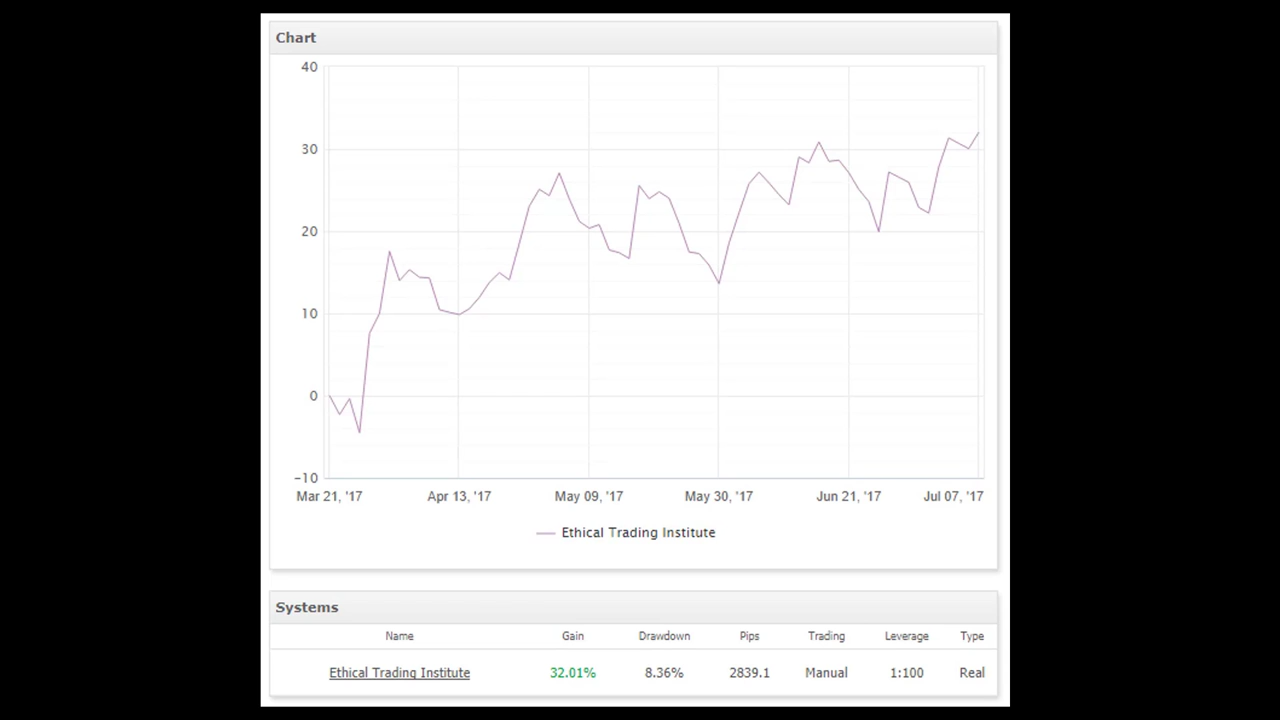 Chart
40
30
20
10
0
−10
Mar 21, '17 Apr 13, '17 May 09, '17 May 30, '17 Jun 21, '17 Jul 07, '17
Ethical Trading Institute
Systems
Name Gain Drawdown Pips Trading Leverage Type
Ethical Trading Institute 32.01% 8.36% 2839.1 Manual 1:100 Real